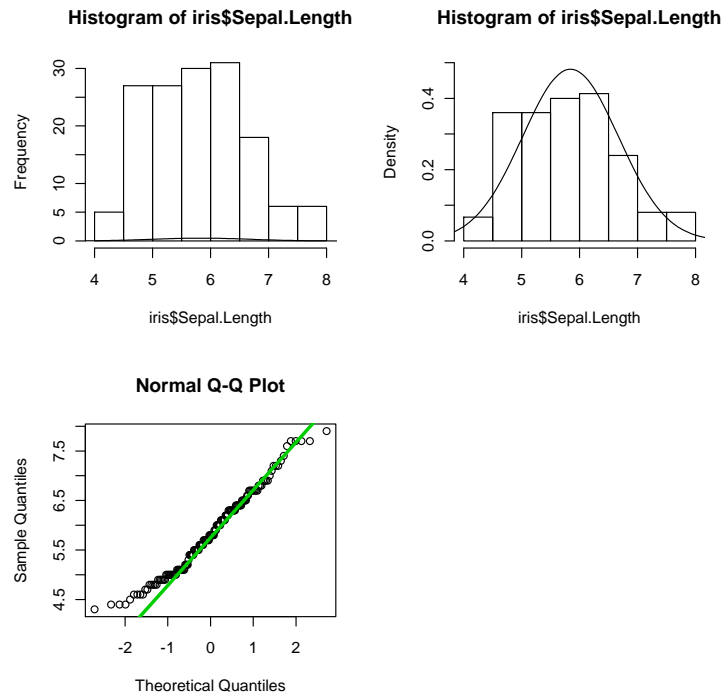 Histogram of iris$Sepal.Length
Frequency
30
20
10
5
0
4 5 6 7 8
iris$Sepal.Length
Histogram of iris$Sepal.Length
Density
0.4
0.2
0.0
4 5 6 7 8
iris$Sepal.Length
Normal Q-Q Plot
Sample Quantiles
7.5
6.5
5.5
4.5
-2 -1 0 1 2
Theoretical Quantiles